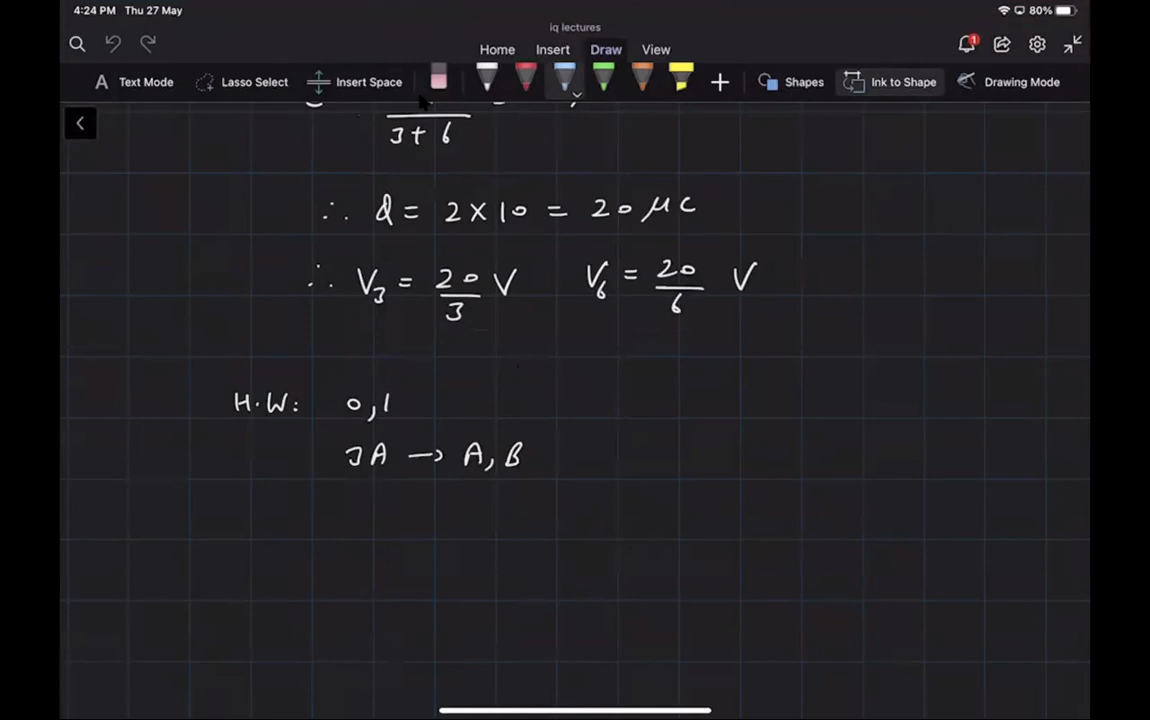 4:24 PM Thu 27 May
80%
iq lectures
Home Insert Draw View
1
Text Mode Lasso Select Insert Space Shapes Ink to Shape Drawing Mode
3 + 6
∴ Q = 2 × 10 = 20 μC
∴ V₃ = 20/3 V V₆ = 20/6 V
H.W: 0,1
JA → A, B